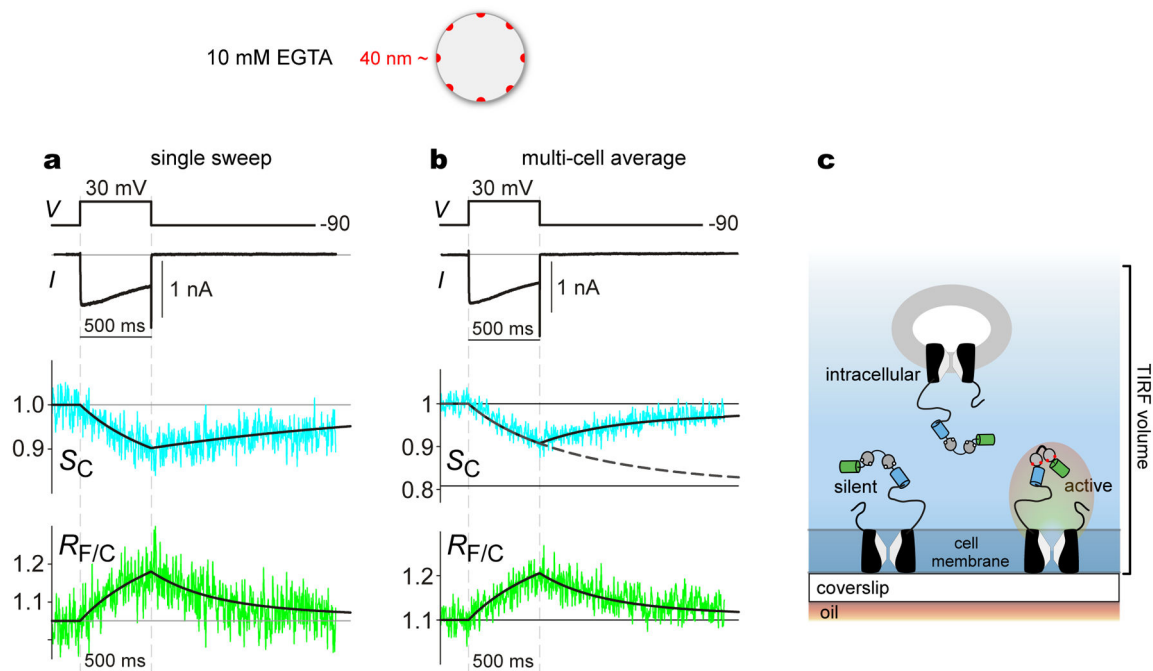 10 mM EGTA
40 nm ~
a single sweep
30 mV
V
-90
I
1 nA
500 ms
1.0
0.9
SC
1.2
1.1
RF/C
500 ms
b multi-cell average
30 mV
V
-90
I
1 nA
500 ms
1
0.9
0.8
SC
1.2
1.1
RF/C
500 ms
c
intracellular
silent
active
cell
membrane
coverslip
oil
TIRF volume